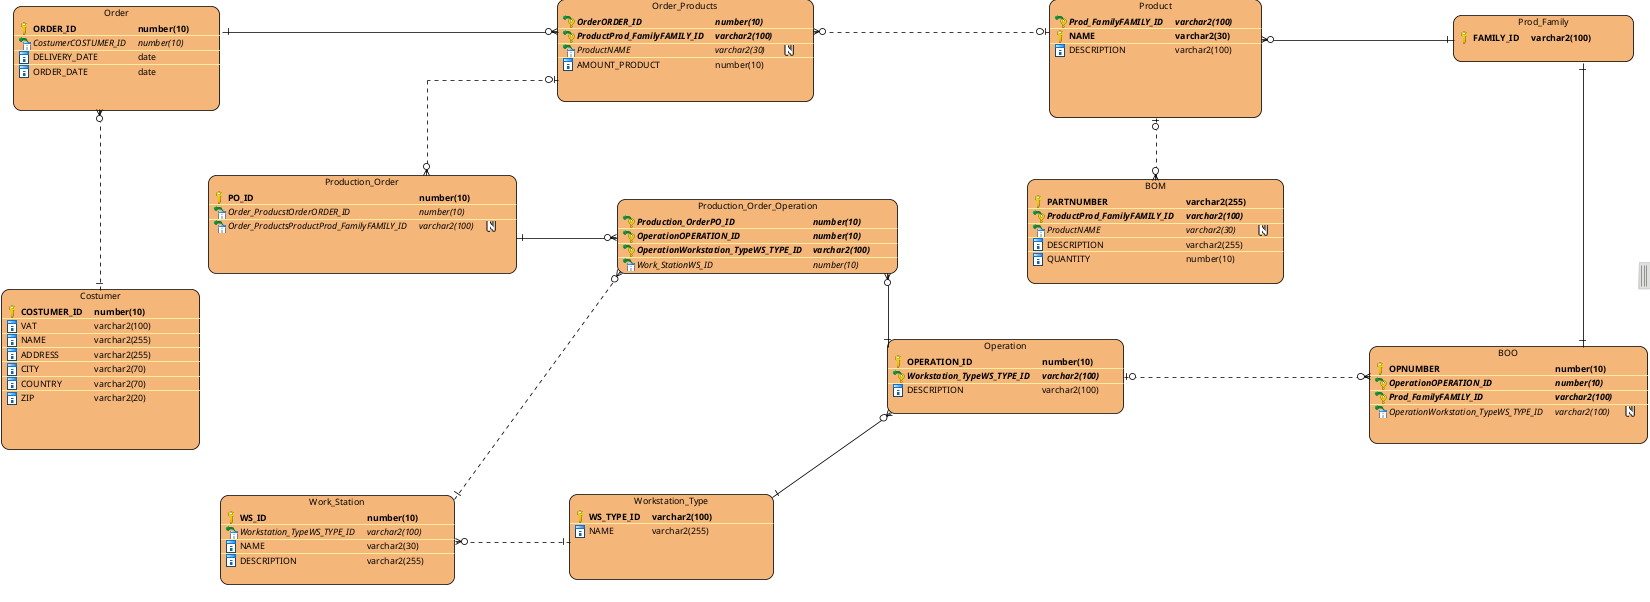 Order
ORDER_ID number(10)
CostumerCOSTUMER_ID number(10)
DELIVERY_DATE date
ORDER_DATE date
Order_Products
OrderORDER_ID number(10)
ProductProd_FamilyFAMILY_ID varchar2(100)
ProductNAME varchar2(30) N
AMOUNT_PRODUCT number(10)
Product
Prod_FamilyFAMILY_ID varchar2(100)
NAME varchar2(30)
DESCRIPTION varchar2(100)
Prod_Family
FAMILY_ID varchar2(100)
Production_Order
PO_ID number(10)
Order_ProducstOrderORDER_ID number(10)
Order_ProductsProductProd_FamilyFAMILY_ID varchar2(100) N
Production_Order_Operation
Production_OrderPO_ID number(10)
OperationOPERATION_ID number(10)
OperationWorkstation_TypeWS_TYPE_ID varchar2(100)
Work_StationWS_ID number(10)
BOM
PARTNUMBER varchar2(255)
ProductProd_FamilyFAMILY_ID varchar2(100)
ProductNAME varchar2(30) N
DESCRIPTION varchar2(255)
QUANTITY number(10)
Costumer
COSTUMER_ID number(10)
VAT varchar2(100)
NAME varchar2(255)
ADDRESS varchar2(255)
CITY varchar2(70)
COUNTRY varchar2(70)
ZIP varchar2(20)
Operation
OPERATION_ID number(10)
Workstation_TypeWS_TYPE_ID varchar2(100)
DESCRIPTION varchar2(100)
BOO
OPNUMBER number(10)
OperationOPERATION_ID number(10)
Prod_FamilyFAMILY_ID varchar2(100)
OperationWorkstation_TypeWS_TYPE_ID varchar2(100) N
Work_Station
WS_ID number(10)
Workstation_TypeWS_TYPE_ID varchar2(100)
NAME varchar2(30)
DESCRIPTION varchar2(255)
Workstation_Type
WS_TYPE_ID varchar2(100)
NAME varchar2(255)